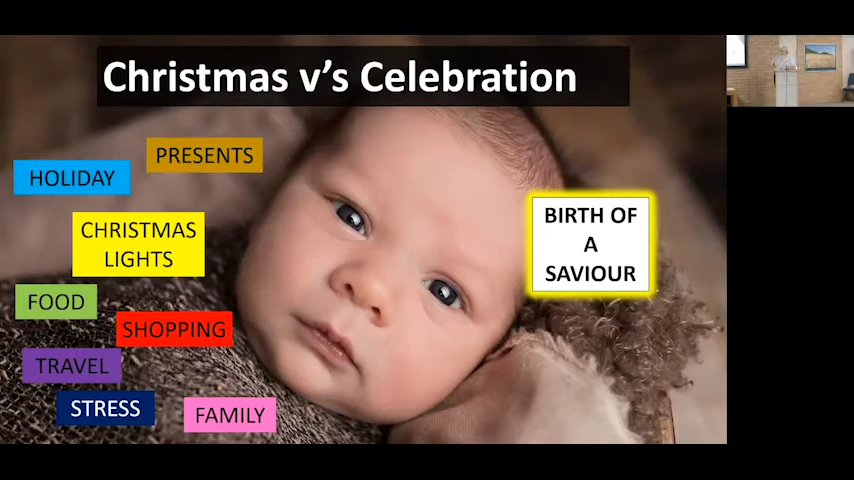 Christmas v's Celebration
PRESENTS
HOLIDAY
CHRISTMAS
LIGHTS
FOOD
SHOPPING
TRAVEL
STRESS
FAMILY
BIRTH OF
A
SAVIOUR